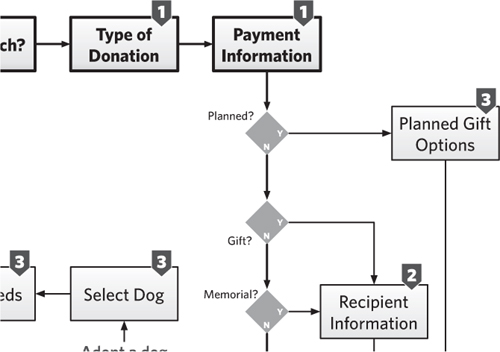 1
1
ch?
Type of
Donation
Payment
Information
Planned?
Y
N
3
Planned Gift
Options
Y
N
Gift?
3
eds
3
Select Dog
Memorial?
Y
N
2
Recipient
Information
Adopt a dog